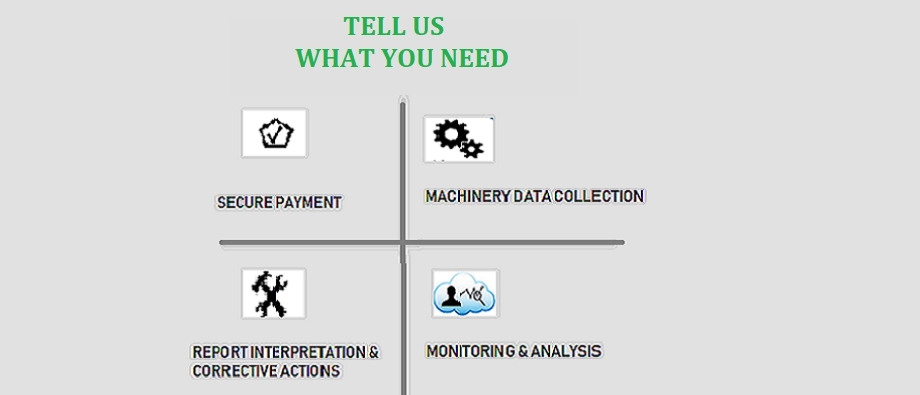 TELL US
WHAT YOU NEED
SECURE PAYMENT
MACHINERY DATA COLLECTION
REPORT INTERPRETATION &
CORRECTIVE ACTIONS
MONITORING & ANALYSIS